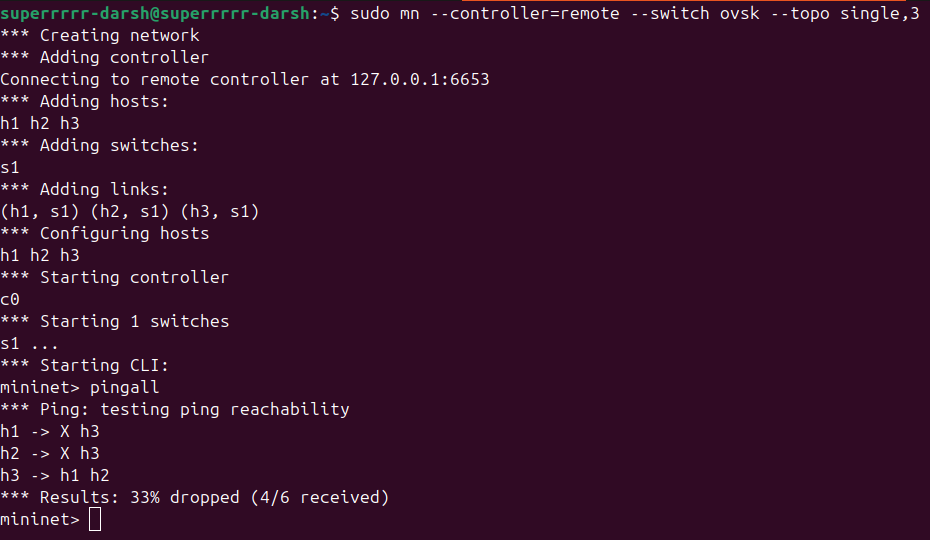 superrrrr-darsh@superrrrr-darsh:~$ sudo mn --controller=remote --switch ovsk --topo single,3
*** Creating network
*** Adding controller
Connecting to remote controller at 127.0.0.1:6653
*** Adding hosts:
h1 h2 h3
*** Adding switches:
s1
*** Adding links:
(h1, s1) (h2, s1) (h3, s1)
*** Configuring hosts
h1 h2 h3
*** Starting controller
c0
*** Starting 1 switches
s1 ...
*** Starting CLI:
mininet> pingall
*** Ping: testing ping reachability
h1 -> X h3
h2 -> X h3
h3 -> h1 h2
*** Results: 33% dropped (4/6 received)
mininet>